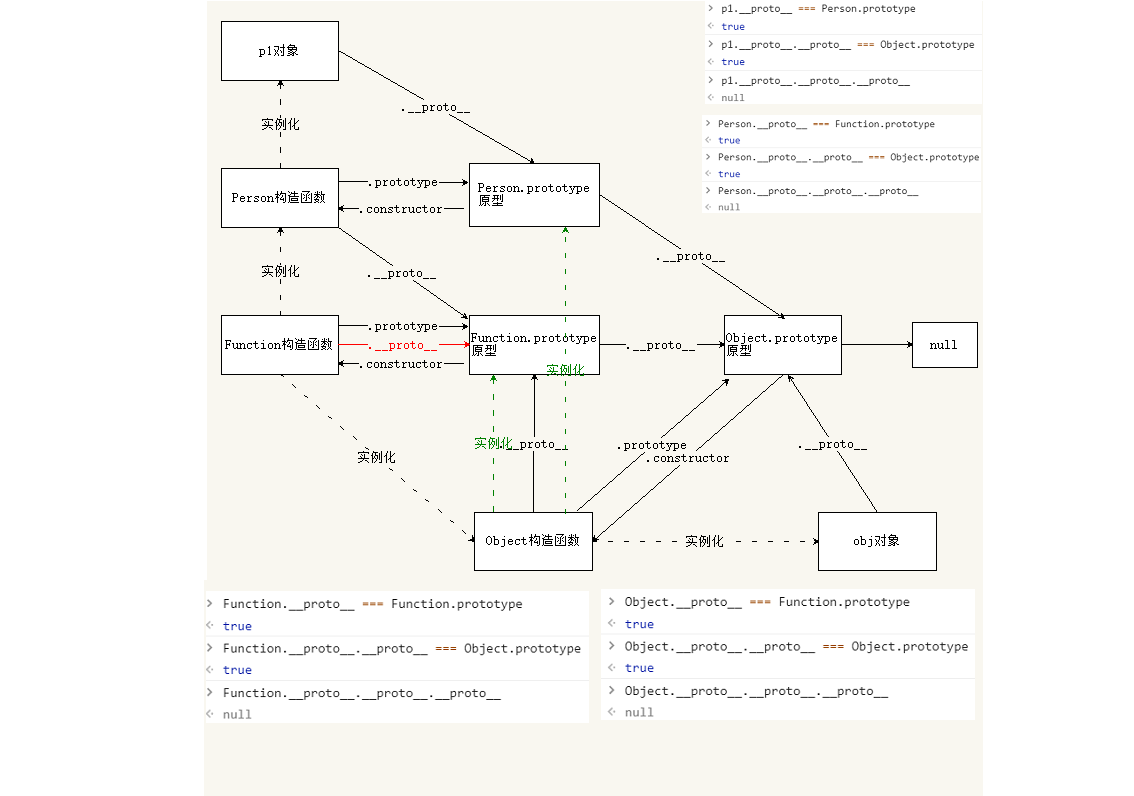 p1对象
.__proto__
实例化
Person构造函数
.prototype
.constructor
Person.prototype
原型
.__proto__
实例化
.__proto__
Function构造函数
.prototype
.__proto__
.constructor
Function.prototype
原型
.__proto__
Object.prototype
原型
null
实例化
实例化
.__proto__
实例化
.prototype
.constructor
.__proto__
Object构造函数
实例化
obj对象
> p1.__proto__ === Person.prototype
true
> p1.__proto__.__proto__ === Object.prototype
true
> p1.__proto__.__proto__.__proto__
null
> Person.__proto__ === Function.prototype
true
> Person.__proto__.__proto__ === Object.prototype
true
> Person.__proto__.__proto__.__proto__
null
> Function.__proto__ === Function.prototype
true
> Function.__proto__.__proto__ === Object.prototype
true
> Function.__proto__.__proto__.__proto__
null
> Object.__proto__ === Function.prototype
true
> Object.__proto__.__proto__ === Object.prototype
true
> Object.__proto__.__proto__.__proto__
null